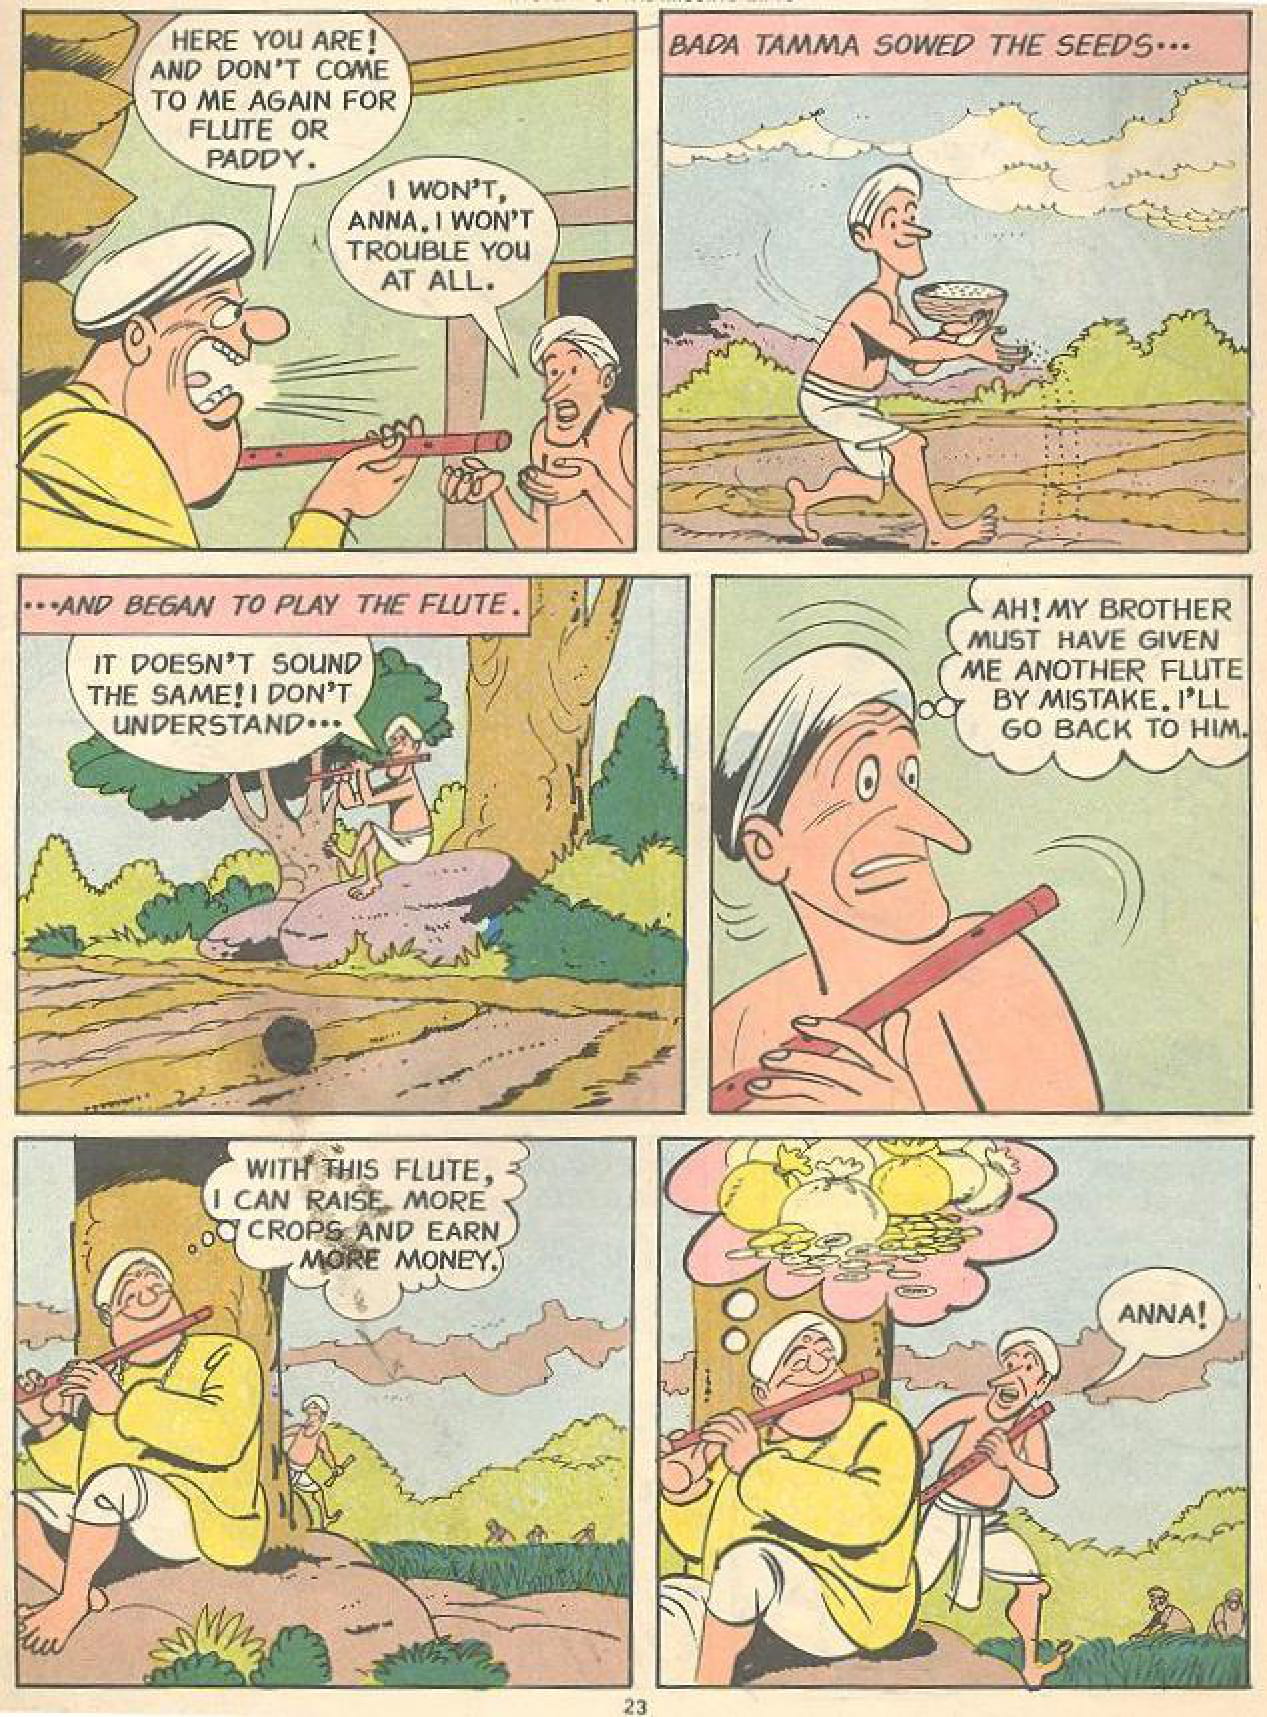 HERE YOU ARE!
AND DON'T COME
TO ME AGAIN FOR
FLUTE OR
PADDY.
I WON'T,
ANNA. I WON'T
TROUBLE YOU
AT ALL.
BADA TAMMA SOWED THE SEEDS...
...AND BEGAN TO PLAY THE FLUTE.
IT DOESN'T SOUND
THE SAME! I DON'T
UNDERSTAND...
AH! MY BROTHER
MUST HAVE GIVEN
ME ANOTHER FLUTE
BY MISTAKE. I'LL
GO BACK TO HIM.
WITH THIS FLUTE,
I CAN RAISE MORE
CROPS AND EARN
MORE MONEY.
ANNA!
23